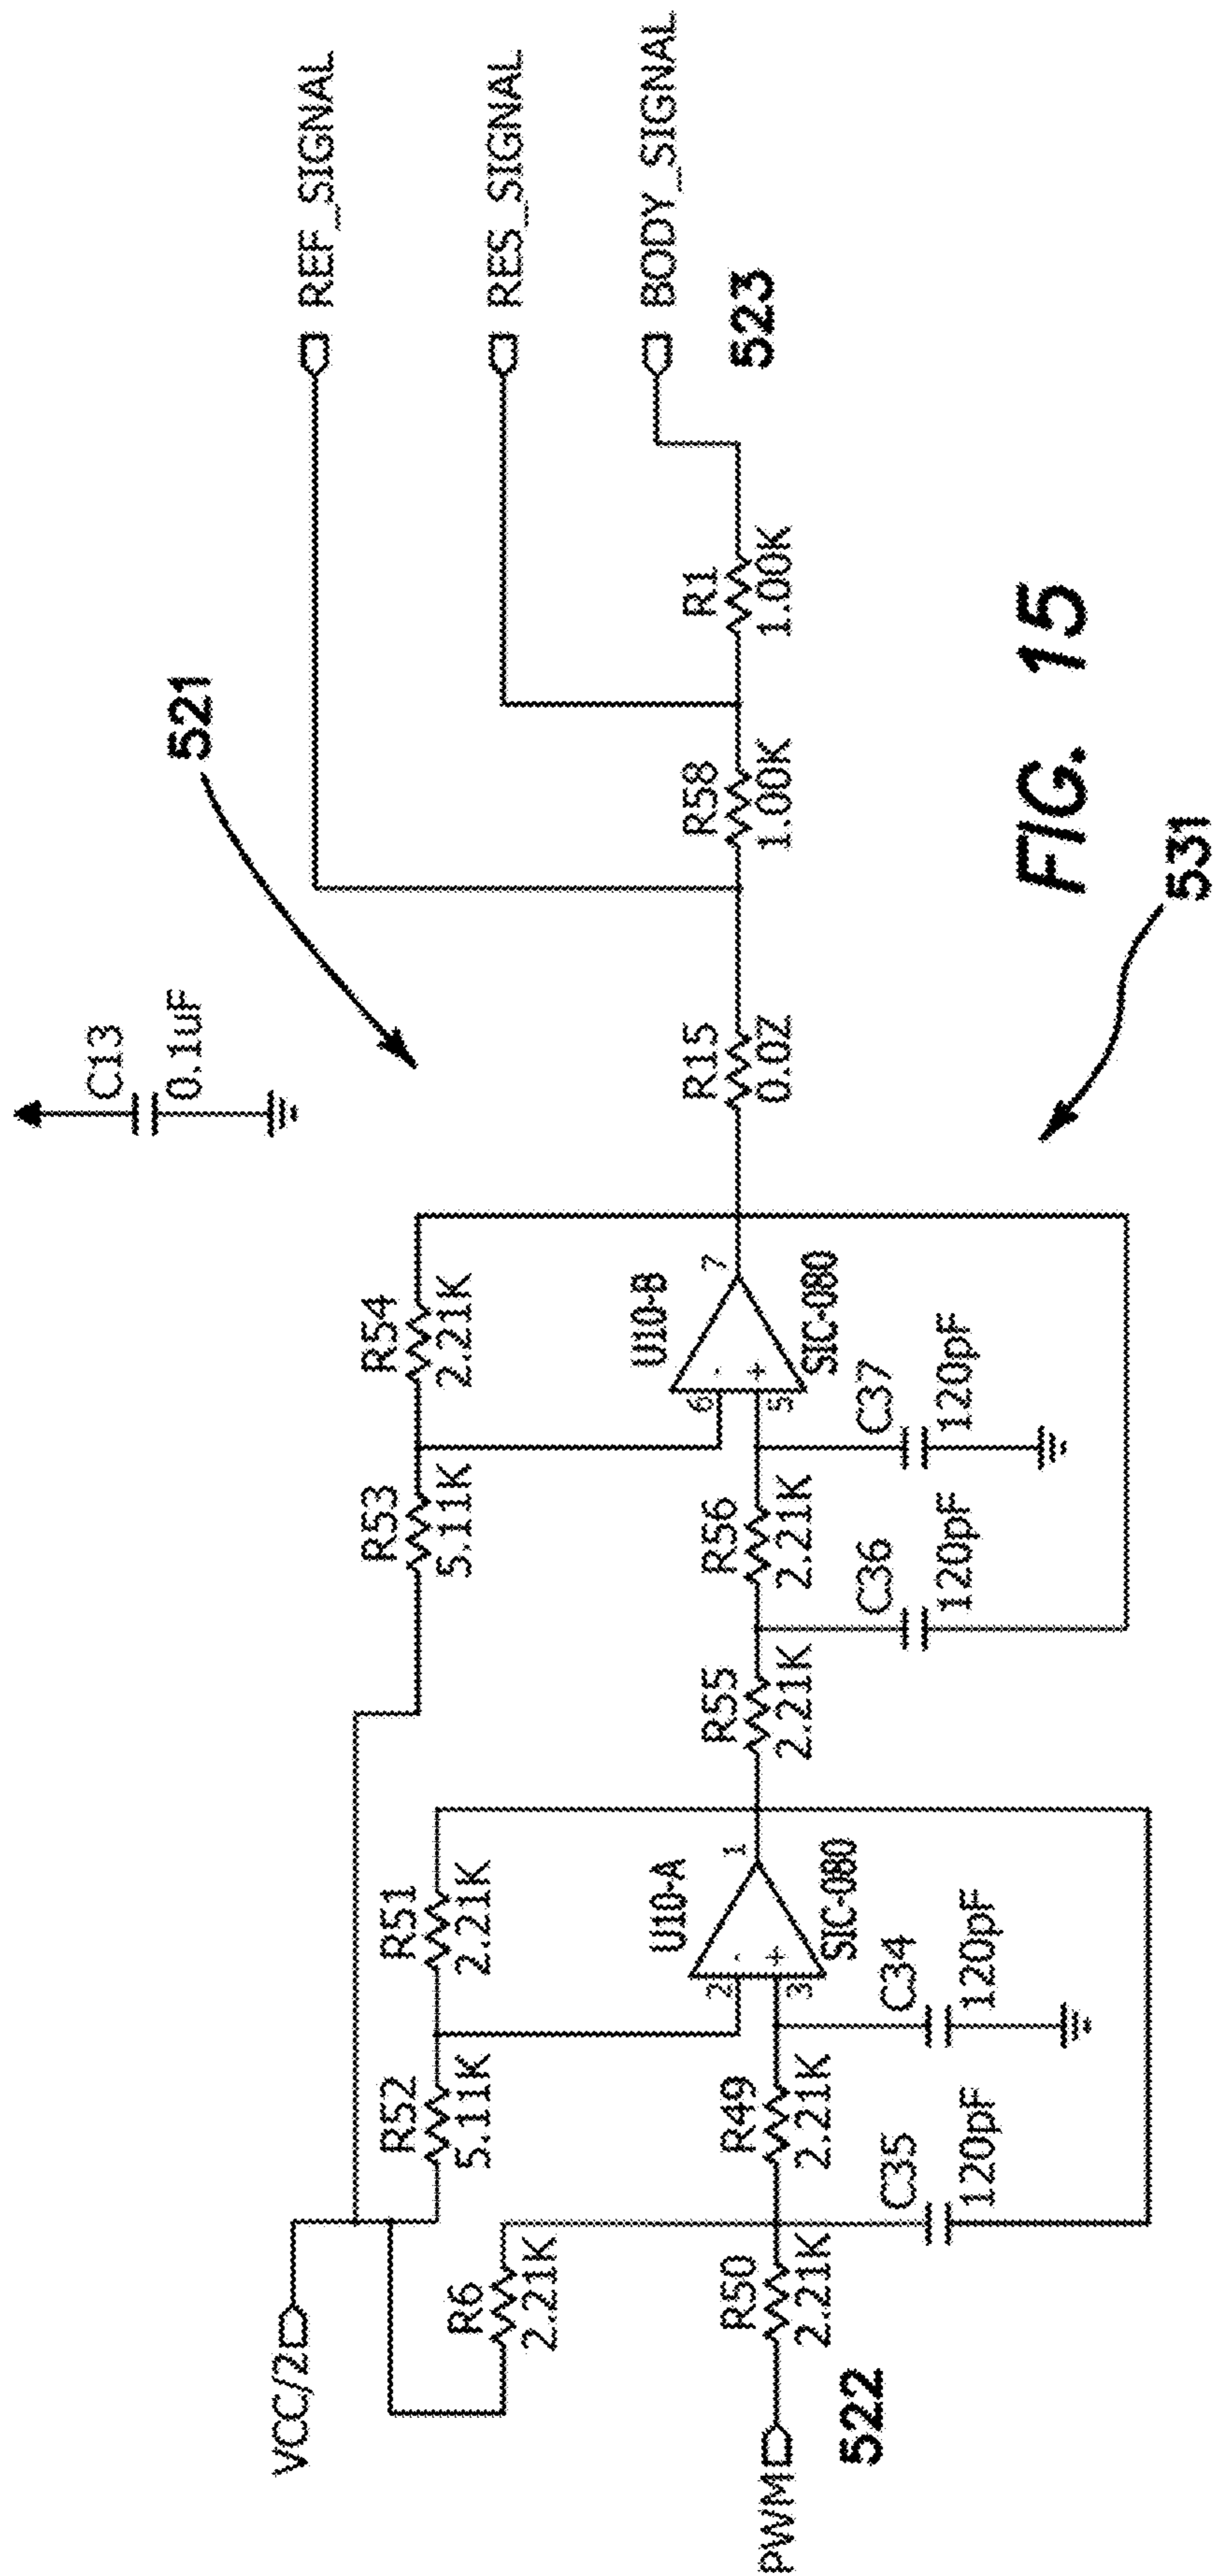 C13
0.1uF
521
REF_SIGNAL
RES_SIGNAL
BODY_SIGNAL
523
VCC/2
R6
2.21K
R52
5.11K
R51
2.21K
R53
5.11K
R54
2.21K
PWM
522
R50
2.21K
R49
2.21K
C35
120pF
C34
120pF
U10-A
2
-
3
+
1
SIC-080
R55
2.21K
R56
2.21K
C36
120pF
C37
120pF
U10-B
6
-
5
+
7
SIC-080
R15
0.0Z
R58
1.00K
R1
1.00K
531
FIG. 15